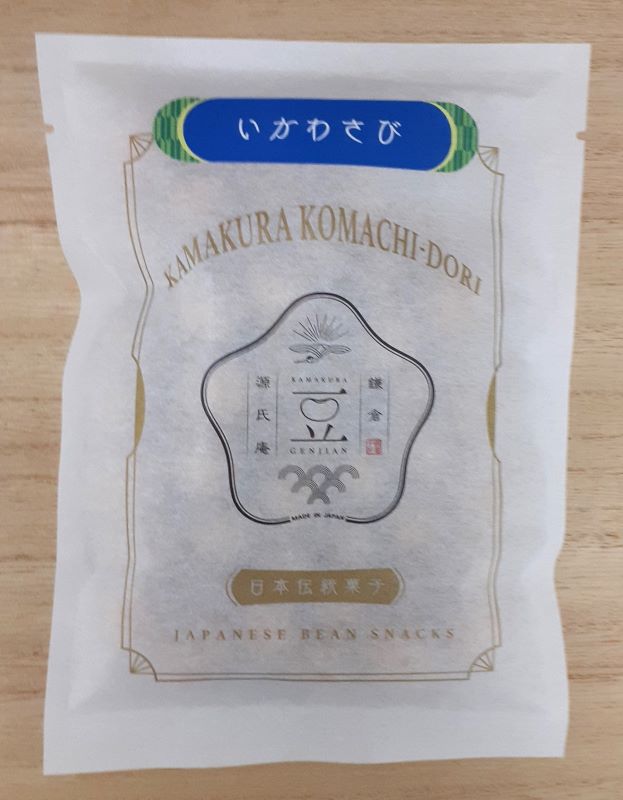 いかわさび
KAMAKURA KOMACHI-DORI
鎌倉
源氏庵
KAMAKURA
豆
GENJIAN
MADE IN JAPAN
日本伝統菓子
JAPANESE BEAN SNACKS